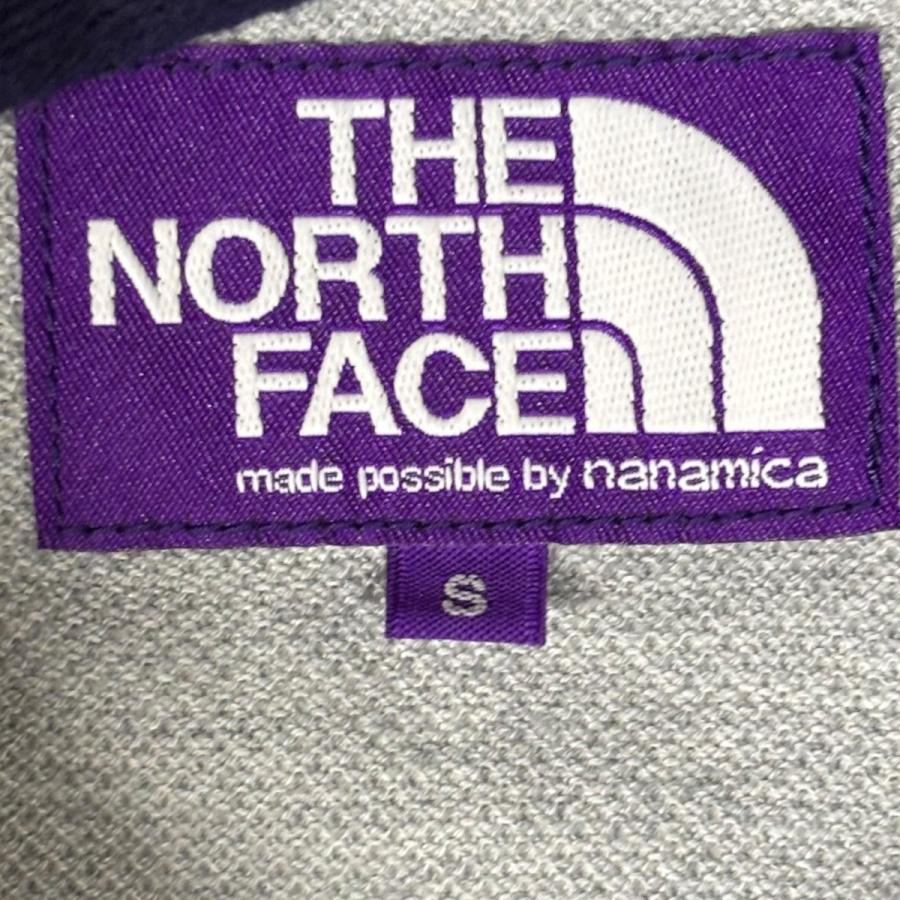 THE
NORTH
FACE
made possible by nanamica
S